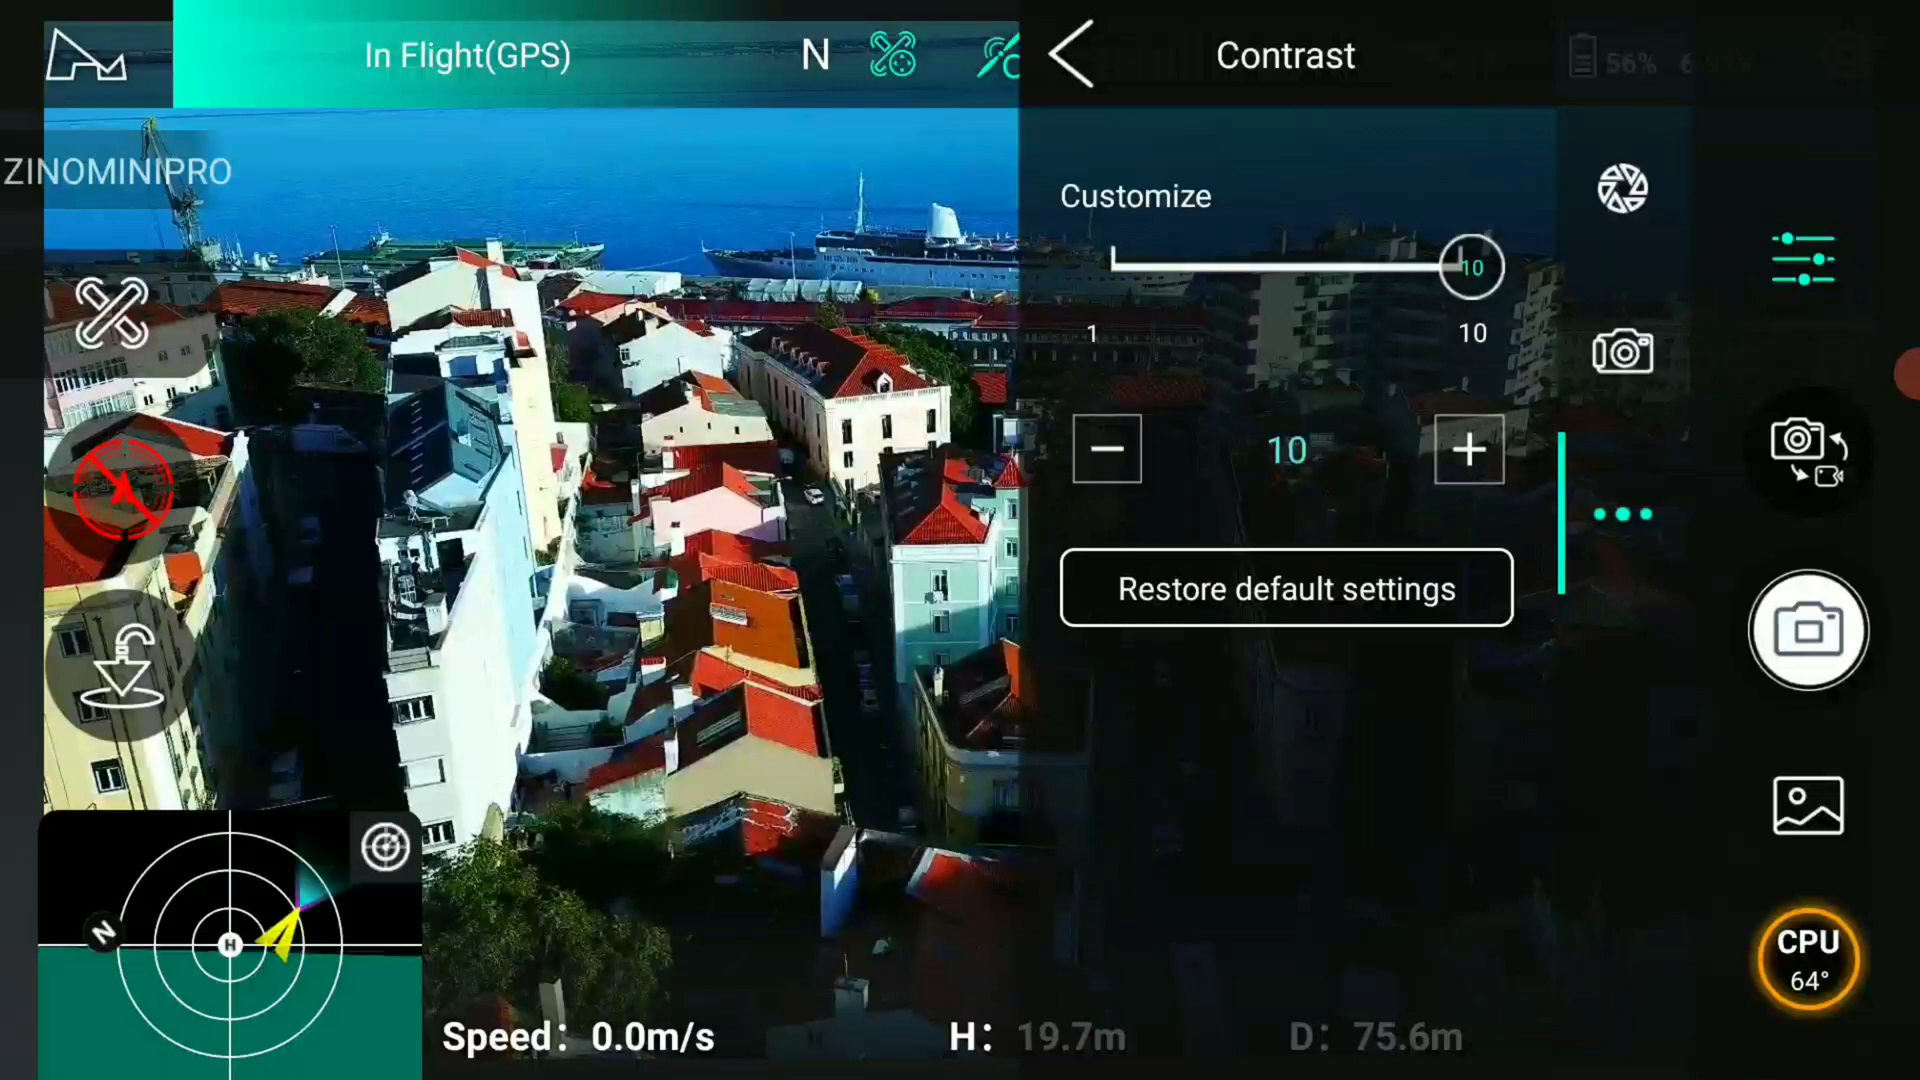 In Flight(GPS)
N
Contrast
56%
ZINOMINIPRO
Customize
10
1
10
10
Restore default settings
N
H
CPU
64°
Speed: 0.0m/s
H: 19.7m
D: 75.6m